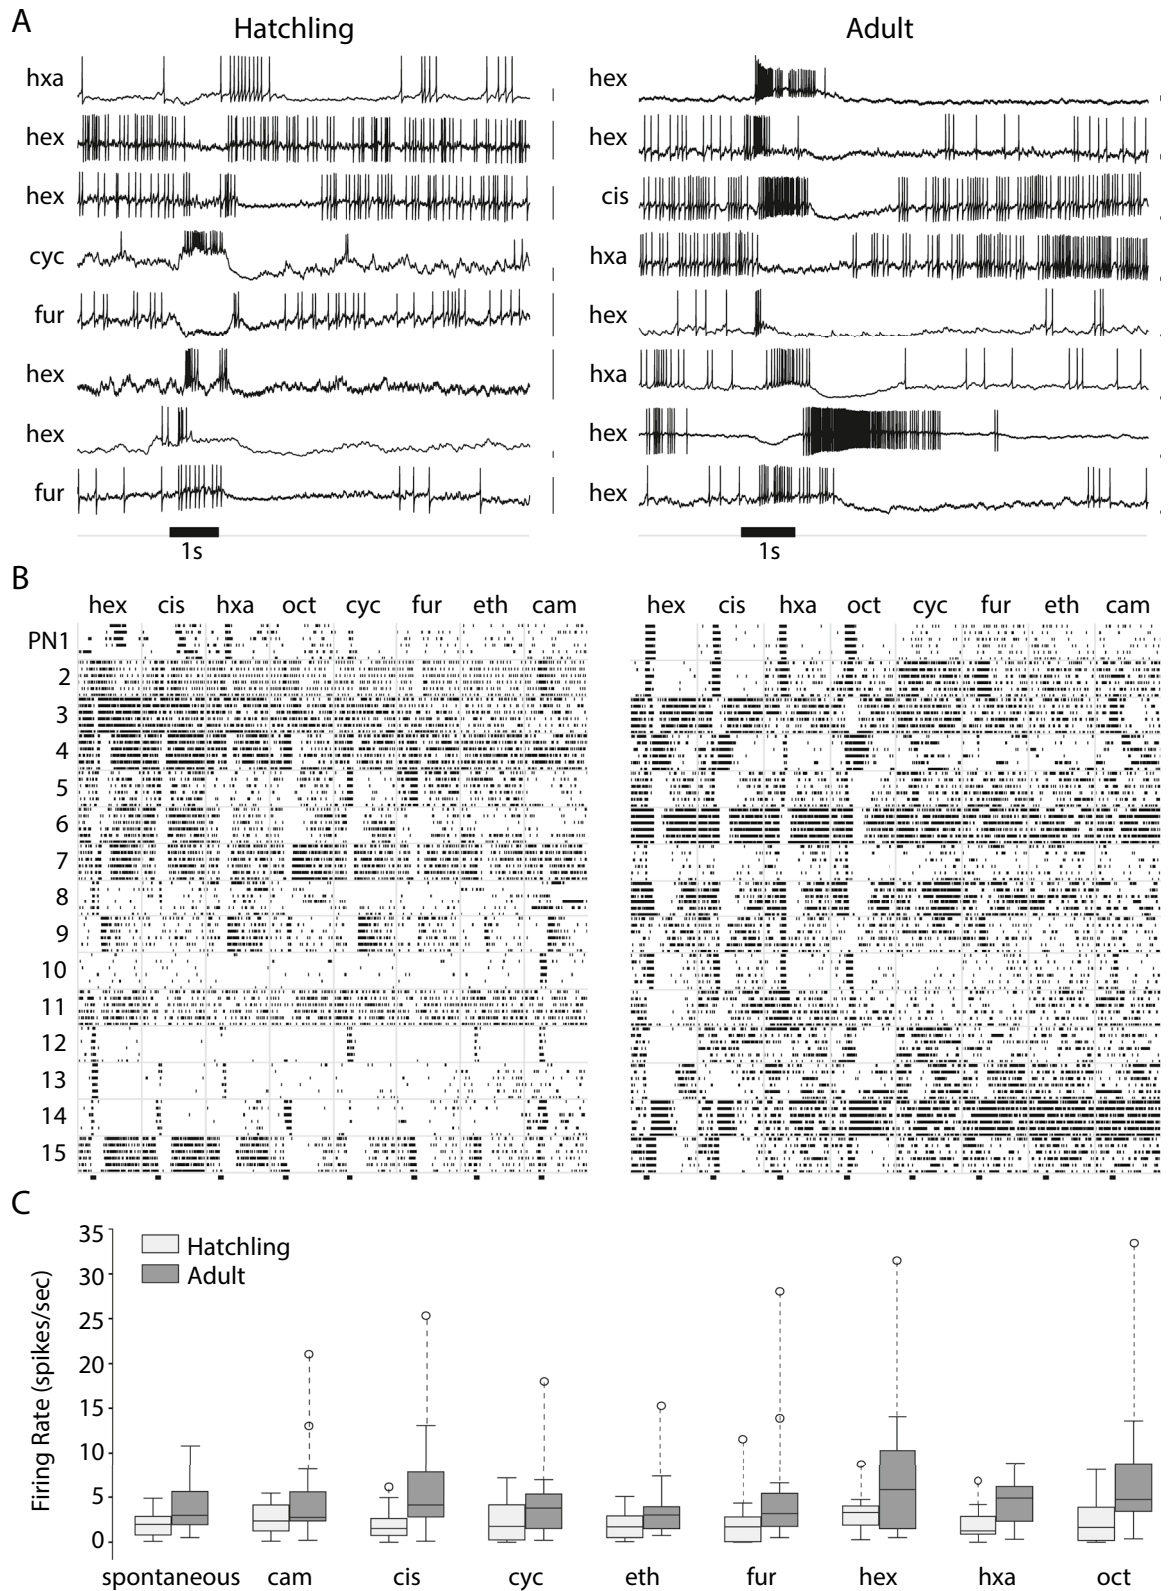 A
Hatchling
Adult
hxa
hex
hex
cyc
fur
hex
hex
fur
1s
hex
hex
cis
hxa
hex
hxa
hex
hex
1s
B
hex cis hxa oct cyc fur eth cam
hex cis hxa oct cyc fur eth cam
PN1
2
3
4
5
6
7
8
9
10
11
12
13
14
15
C
Firing Rate (spikes/sec)
35
30
25
20
15
10
5
0
Hatchling
Adult
spontaneous cam cis cyc eth fur hex hxa oct